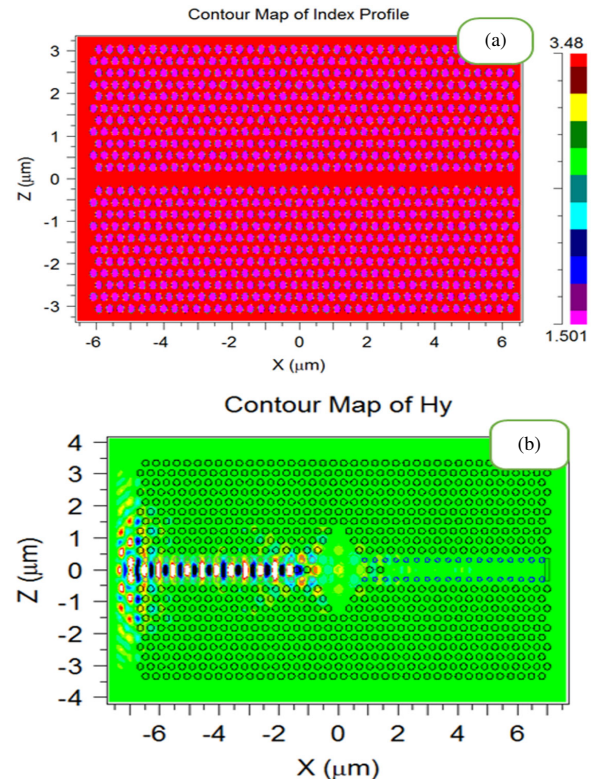 Contour Map of Index Profile
(a)
3.48
3
2
1
0
-1
-2
-3
Z (μm)
1.501
-6 -4 -2 0 2 4 6
X (μm)
Contour Map of Hy
(b)
4
3
2
1
0
-1
-2
-3
-4
Z (μm)
-6 -4 -2 0 2 4 6
X (μm)